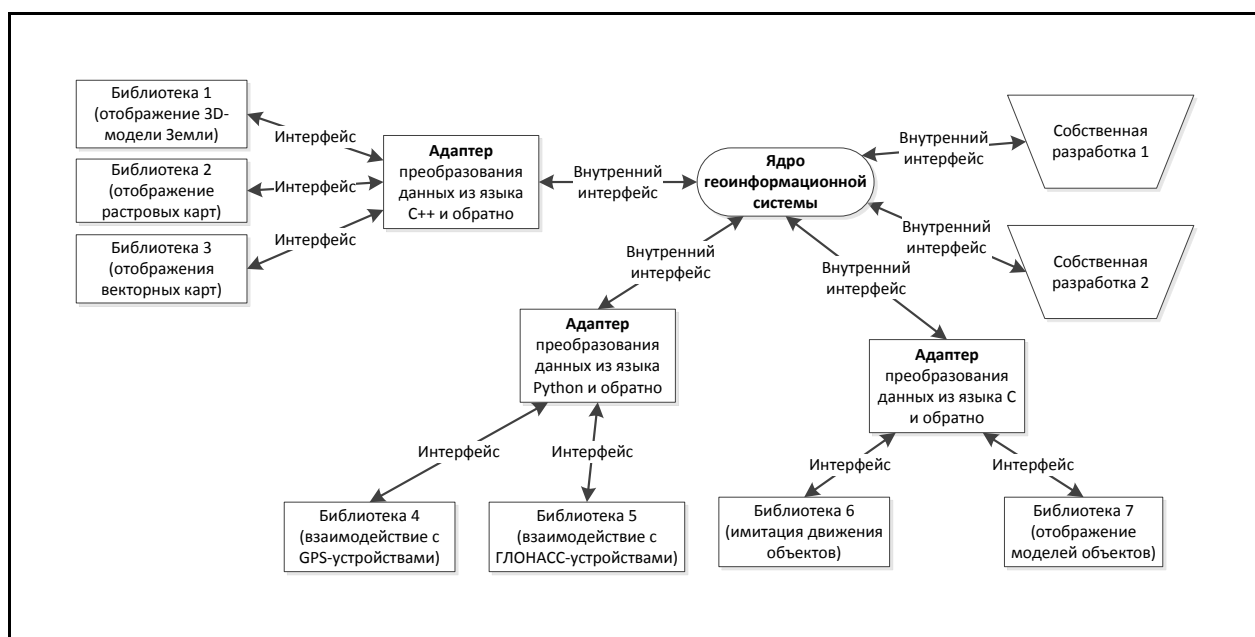 Библиотека 1
(отображение 3D-
модели Земли)
Интерфейс
Библиотека 2
(отображение
растровых карт)
Интерфейс
Библиотека 3
(отображения
векторных карт)
Интерфейс
Адаптер
преобразования
данных из языка
C++ и обратно
Внутренний
интерфейс
Ядро
геоинформационной
системы
Внутренний
интерфейс
Собственная
разработка 1
Внутренний
интерфейс
Собственная
разработка 2
Внутренний
интерфейс
Внутренний
интерфейс
Адаптер
преобразования
данных из языка
Python и обратно
Адаптер
преобразования
данных из языка C
и обратно
Интерфейс
Интерфейс
Интерфейс
Интерфейс
Библиотека 4
(взаимодействие с
GPS-устройствами)
Библиотека 5
(взаимодействие с
ГЛОНАСС-устройствами)
Библиотека 6
(имитация движения
объектов)
Библиотека 7
(отображение
моделей объектов)